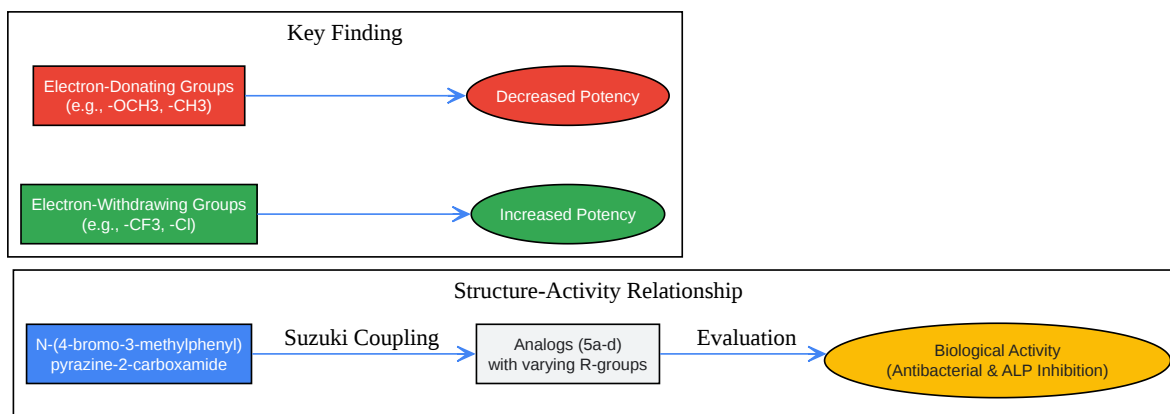 Key Finding
Electron-Donating Groups
(e.g., -OCH3, -CH3)
Decreased Potency
Electron-Withdrawing Groups
(e.g., -CF3, -Cl)
Increased Potency
Structure-Activity Relationship
N-(4-bromo-3-methylphenyl)
pyrazine-2-carboxamide
Suzuki Coupling
Analogs (5a-d)
with varying R-groups
Evaluation
Biological Activity
(Antibacterial & ALP Inhibition)